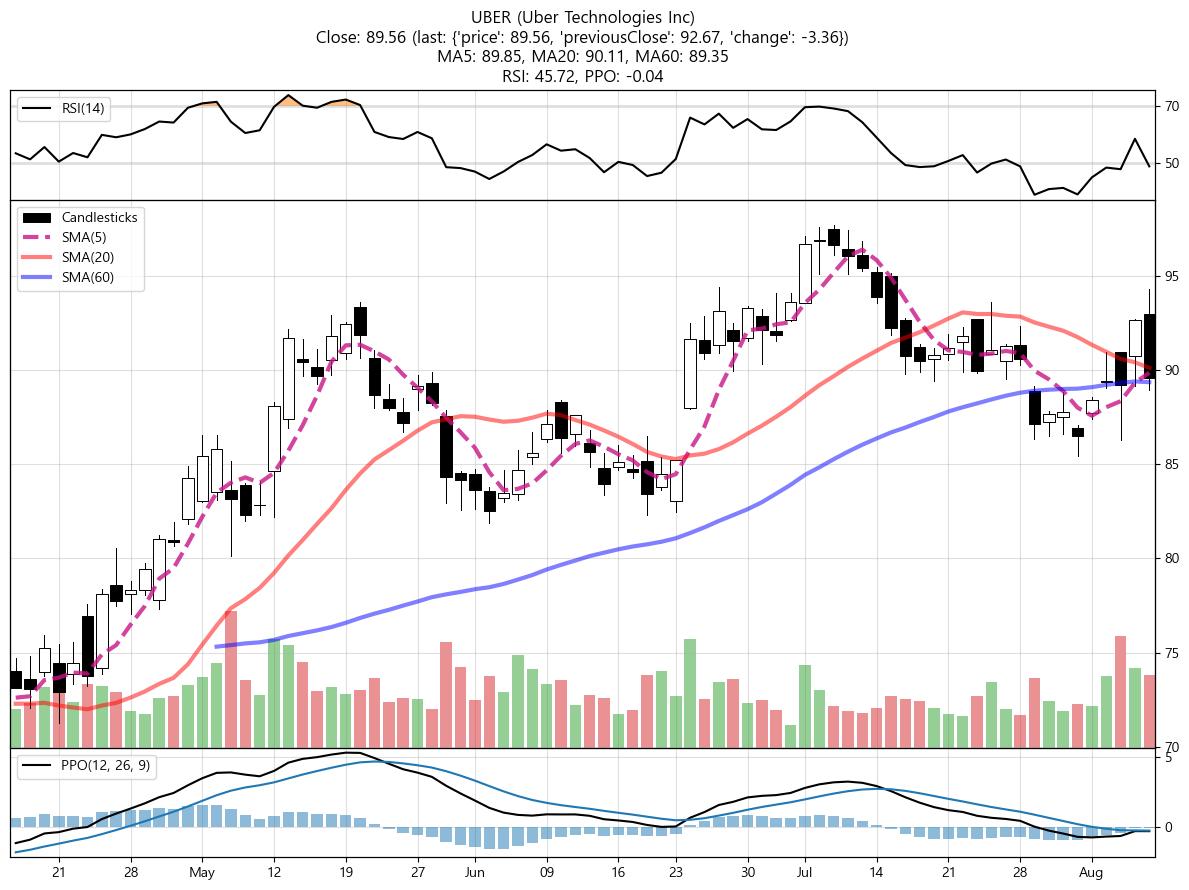 UBER (Uber Technologies Inc)
Close: 89.56 (last: {'price': 89.56, 'previousClose': 92.67, 'change': -3.36})
MA5: 89.85, MA20: 90.11, MA60: 89.35
RSI: 45.72, PPO: -0.04
RSI(14)
70
50
Candlesticks
SMA(5)
SMA(20)
SMA(60)
95
90
85
80
75
70
PPO(12, 26, 9)
5
0
21 28 May 12 19 27 Jun 09 16 23 30 Jul 14 21 28 Aug